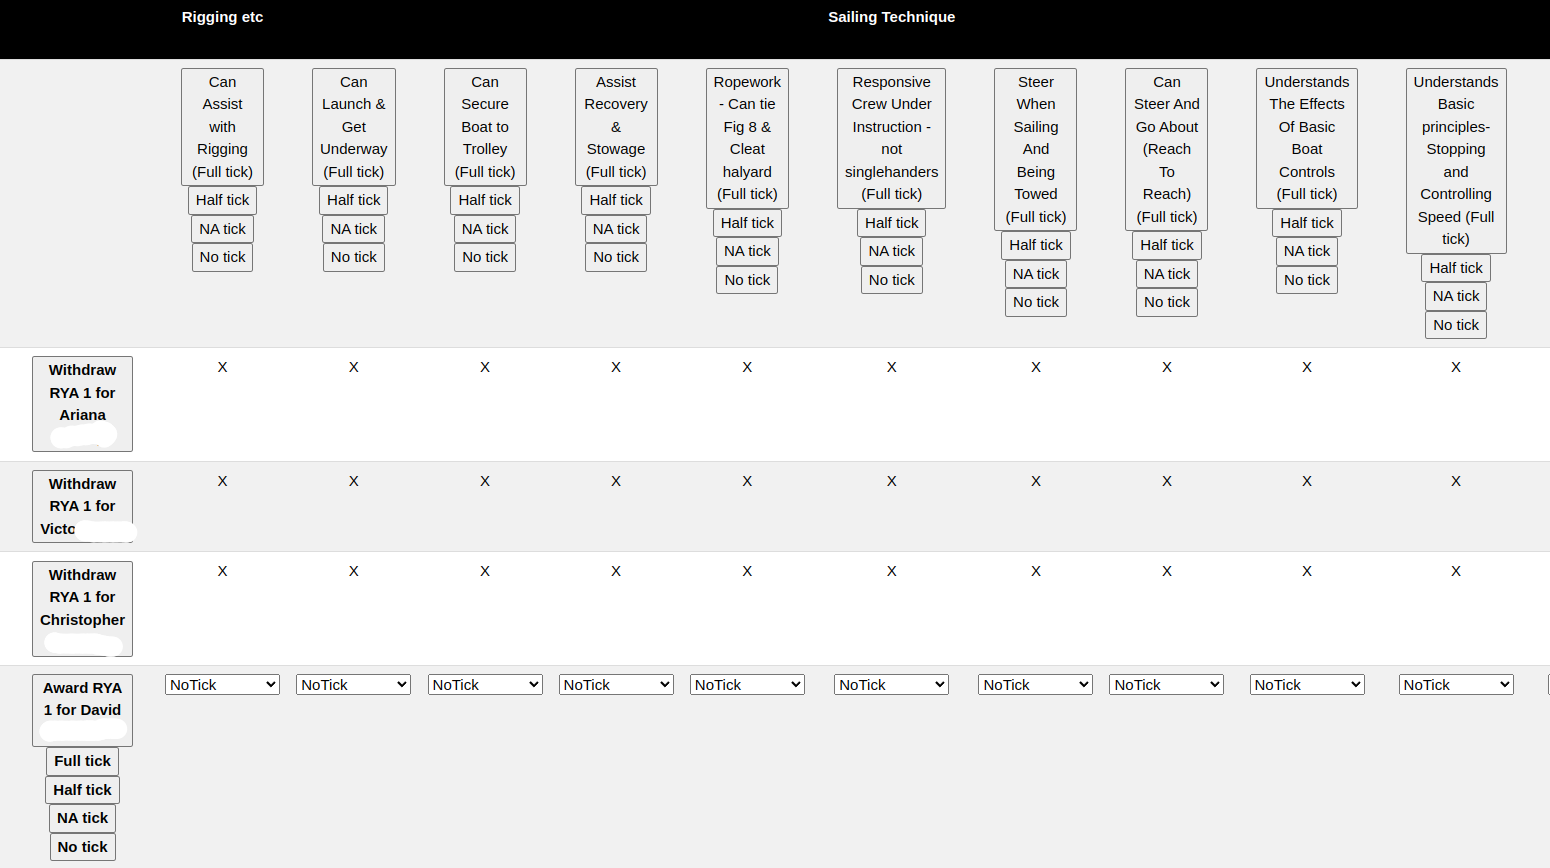 Rigging etc Sailing Technique
Can Can Can Assist Ropework Responsive Steer Can Understands Understands
Assist Launch & Secure Recovery - Can tie Crew Under When Steer And The Effects Basic
with Get Boat to & Fig 8 & Instruction - Sailing Go About Of Basic principles-
Rigging Underway Trolley Stowage Cleat not And (Reach Boat Stopping
(Full tick) (Full tick) (Full tick) (Full tick) halyard singlehanders Being To Controls and
Half tick Half tick Half tick Half tick (Full tick) (Full tick) Towed Reach) (Full tick) Controlling
NA tick NA tick NA tick NA tick Half tick Half tick (Full tick) (Full tick) Half tick Speed (Full
No tick No tick No tick No tick NA tick NA tick Half tick Half tick NA tick tick)
No tick No tick NA tick NA tick No tick Half tick
No tick No tick NA tick
No tick
Withdraw X X X X X X X X X X
RYA 1 for
Ariana
Withdraw X X X X X X X X X X
RYA 1 for
Victo
Withdraw X X X X X X X X X X
RYA 1 for
Christopher
Award RYA NoTick NoTick NoTick NoTick NoTick NoTick NoTick NoTick NoTick NoTick
1 for David
Full tick
Half tick
NA tick
No tick